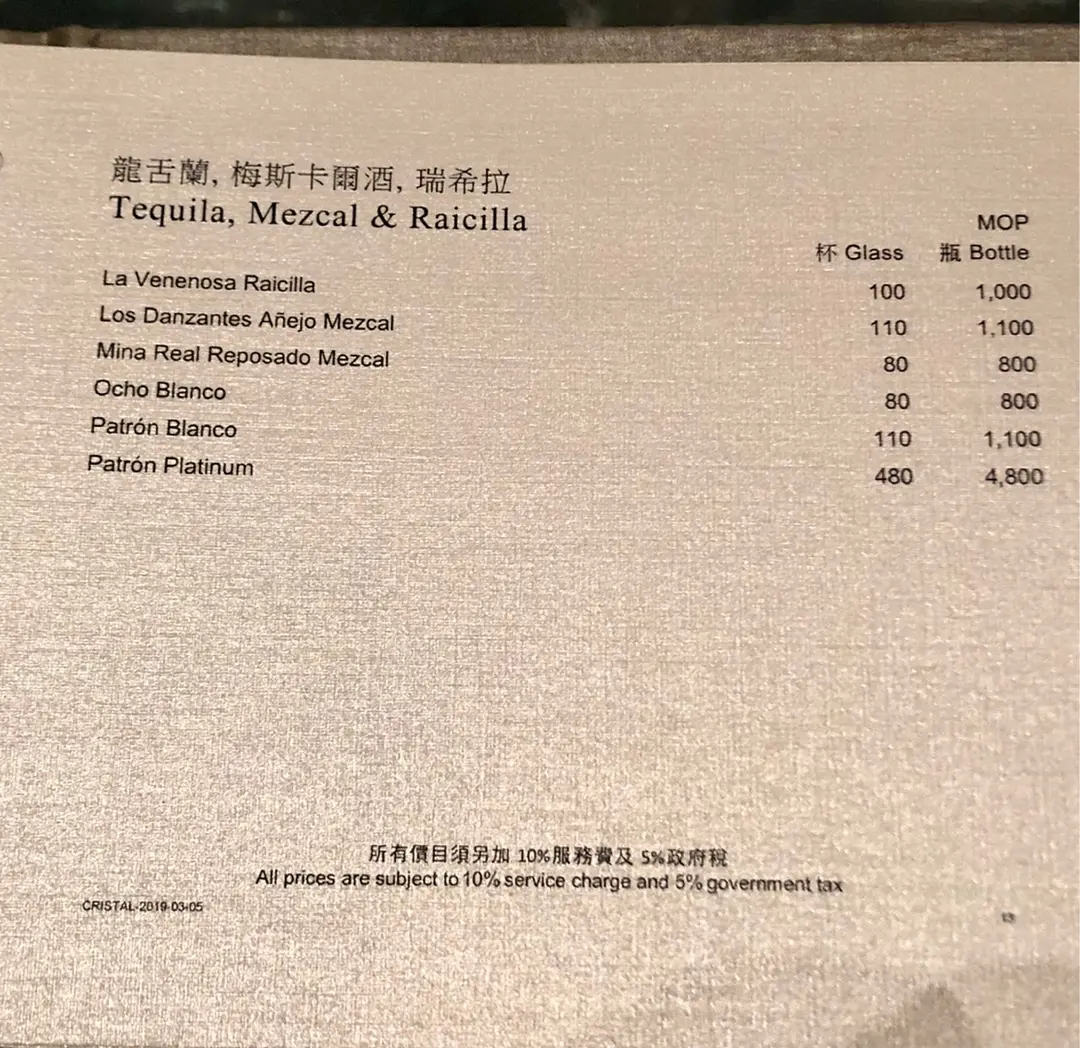 龍舌蘭, 梅斯卡爾酒, 瑞希拉
Tequila, Mezcal & Raicilla
MOP
杯 Glass 瓶 Bottle
La Venenosa Raicilla 100 1,000
Los Danzantes Añejo Mezcal 110 1,100
Mina Real Reposado Mezcal 80 800
Ocho Blanco 80 800
Patrón Blanco 110 1,100
Patrón Platinum 480 4,800
所有價目須另加 10%服務費及 5%政府稅
All prices are subject to 10% service charge and 5% government tax
CRISTAL-2019-03-05
13